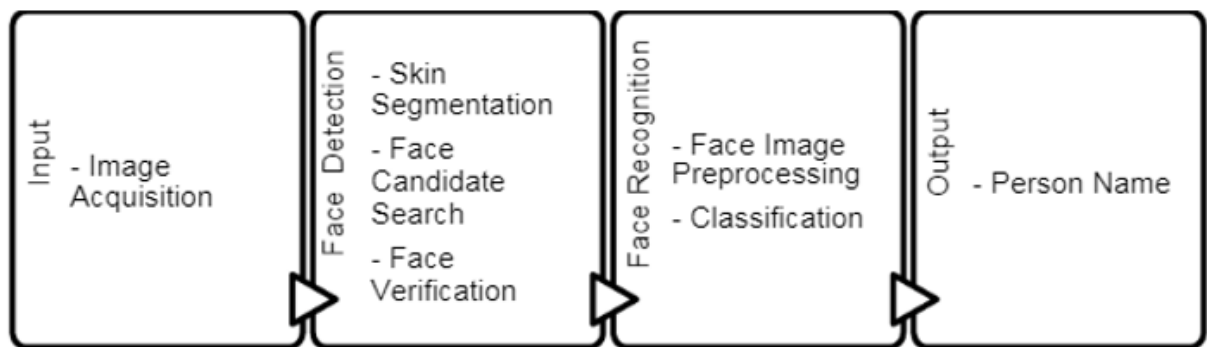 Input
- Image
Acquisition
Face Detection
- Skin
Segmentation
- Face
Candidate
Search
- Face
Verification
Face Recognition
- Face Image
Preprocessing
- Classification
Output
- Person Name